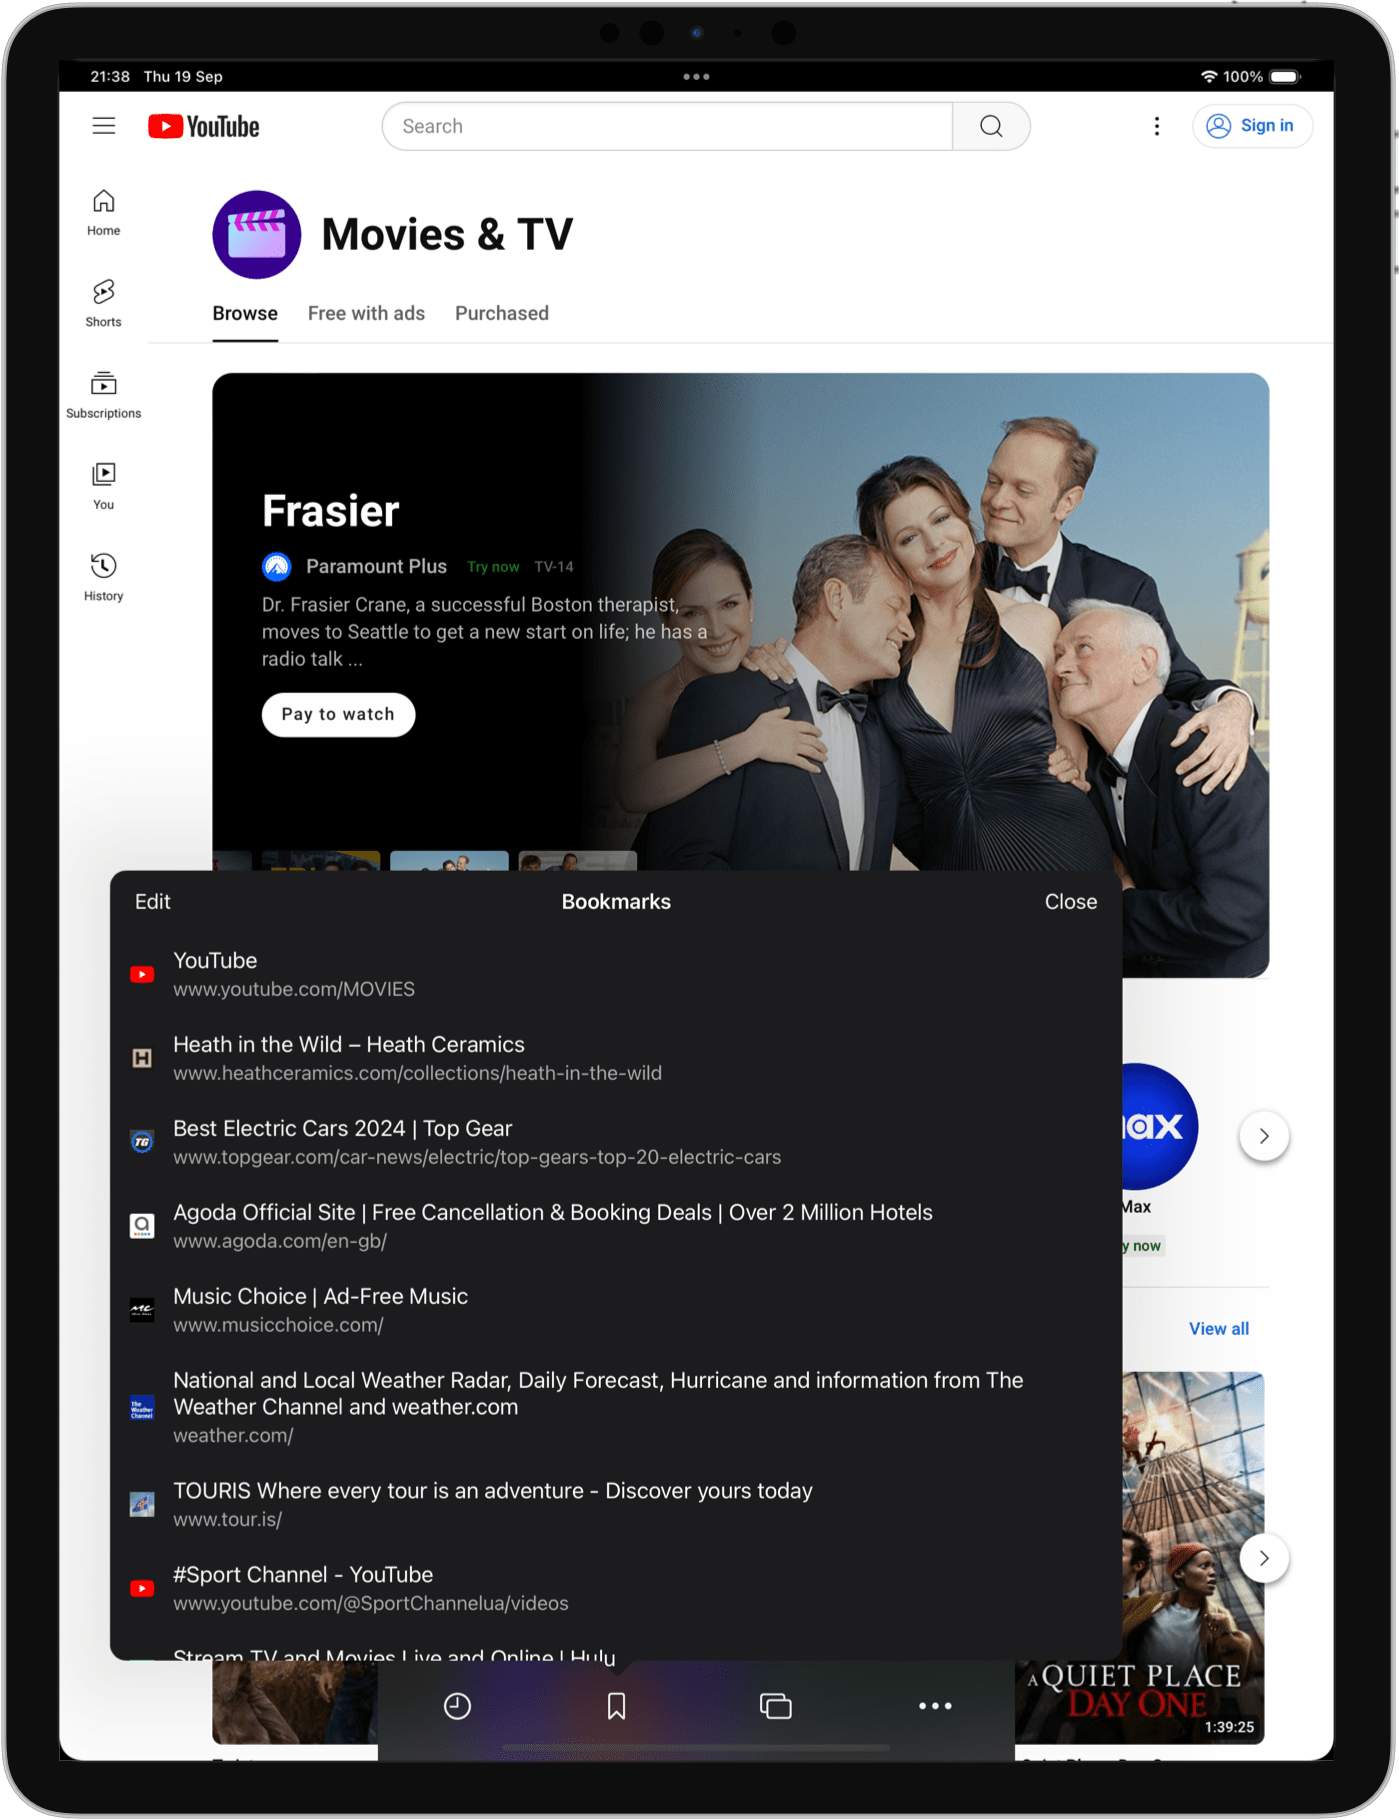 21:38 Thu 19 Sep
100%
YouTube
Search
Sign in
Home
Shorts
Subscriptions
You
History
Movies & TV
Browse
Free with ads
Purchased
Frasier
Paramount Plus
Try now
TV-14
Dr. Frasier Crane, a successful Boston therapist,
moves to Seattle to get a new start on life; he has a
radio talk ...
Pay to watch
Edit
Bookmarks
Close
YouTube
www.youtube.com/MOVIES
H
Heath in the Wild – Heath Ceramics
www.heathceramics.com/collections/heath-in-the-wild
TG
Best Electric Cars 2024 | Top Gear
www.topgear.com/car-news/electric/top-gears-top-20-electric-cars
a
Agoda Official Site | Free Cancellation & Booking Deals | Over 2 Million Hotels
www.agoda.com/en-gb/
MC
Music Choice | Ad-Free Music
www.musicchoice.com/
The
Weather
Channel
National and Local Weather Radar, Daily Forecast, Hurricane and information from The
Weather Channel and weather.com
weather.com/
TOURIS Where every tour is an adventure - Discover yours today
www.tour.is/
#Sport Channel - YouTube
www.youtube.com/@SportChannelua/videos
Stream TV and Movies Live and Online | Hulu
ax
Max
y now
View all
A QUIET PLACE
DAY ONE
1:39:25